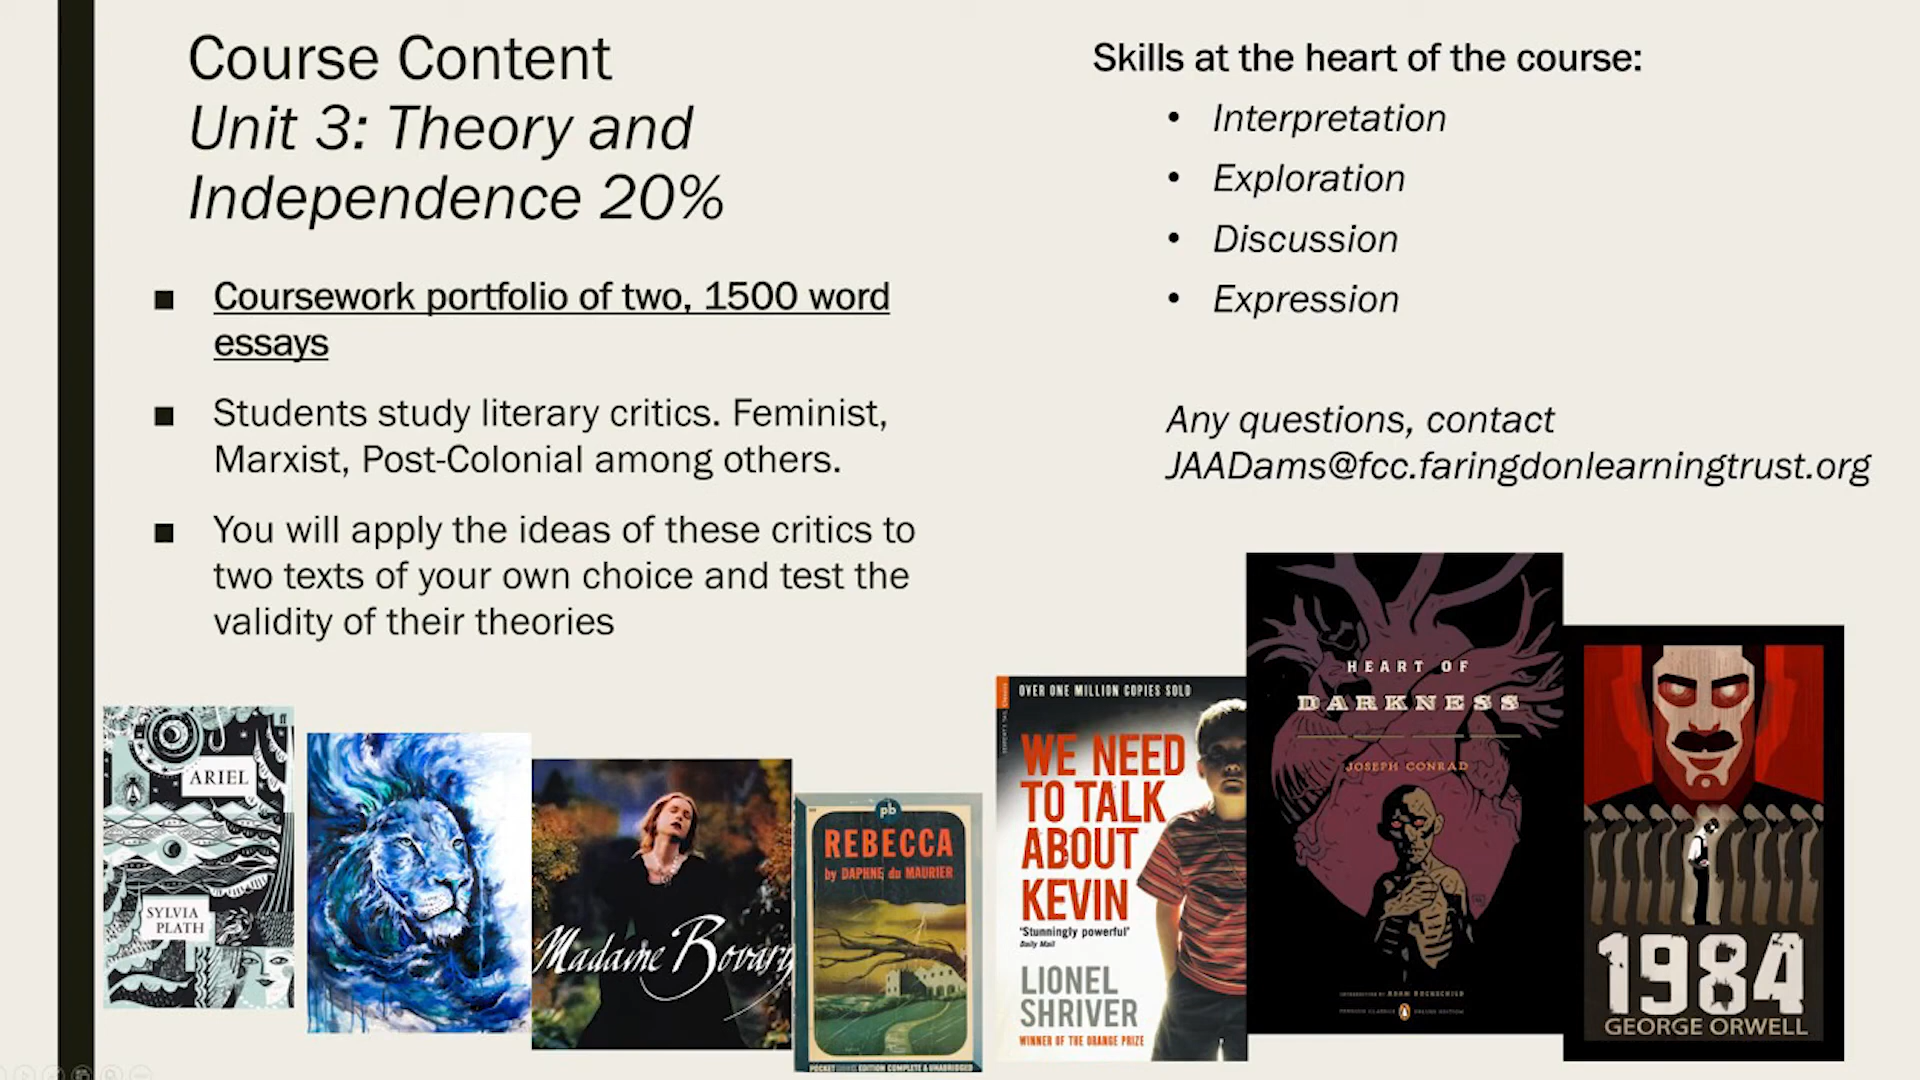 Course Content
Unit 3: Theory and
Independence 20%
■ Coursework portfolio of two, 1500 word
essays
■ Students study literary critics. Feminist,
Marxist, Post-Colonial among others.
■ You will apply the ideas of these critics to
two texts of your own choice and test the
validity of their theories
Skills at the heart of the course:
• Interpretation
• Exploration
• Discussion
• Expression
Any questions, contact
JAADams@fcc.faringdonlearningtrust.org
ARIEL
SYLVIA
PLATH
Madame Bovary
pb
REBECCA
by DAPHNE du MAURIER
POCKET BOOK EDITION COMPLETE & UNABRIDGED
OVER ONE MILLION COPIES SOLD
WE NEED
TO TALK
ABOUT
KEVIN
'Stunningly powerful'
Daily Mail
LIONEL
SHRIVER
WINNER OF THE ORANGE PRIZE
HEART OF
DARKNESS
JOSEPH CONRAD
INTRODUCTION BY ADAM HOCHSCHILD
PENGUIN CLASSICS DELUXE EDITION
1984
GEORGE ORWELL